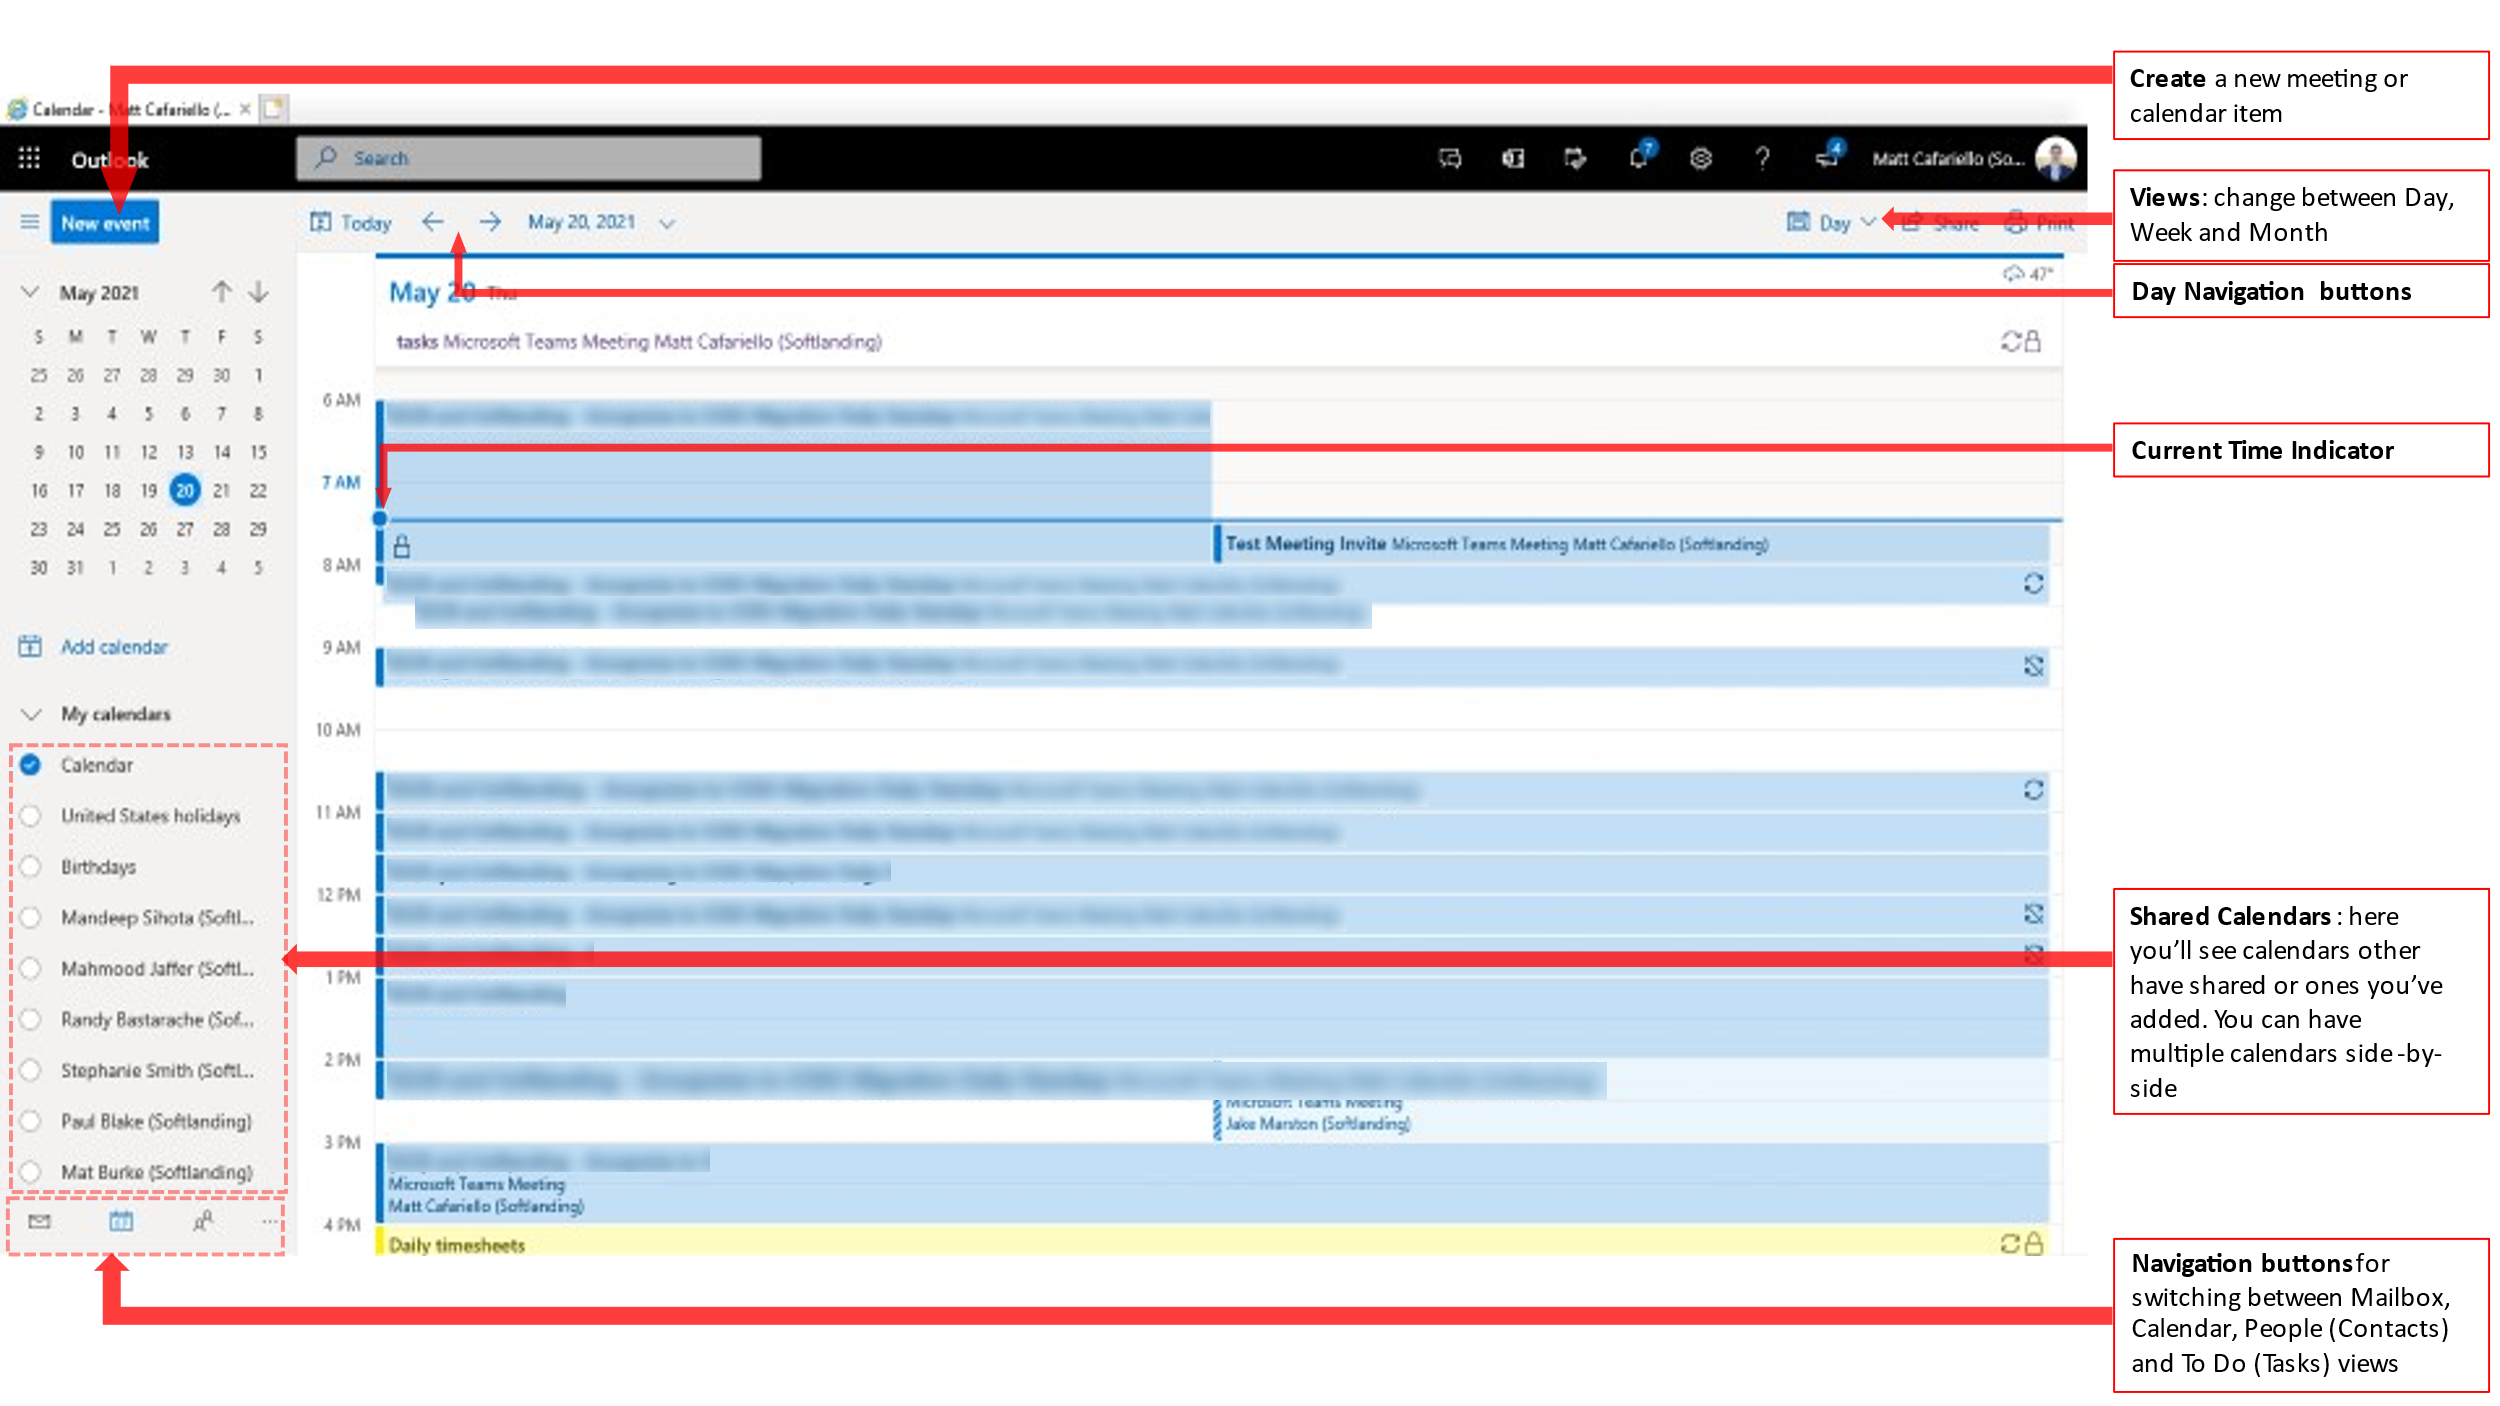 Create a new meeting or
calendar item
Calendar - Matt Cafariello (...
Outlook
Search
7
4
Matt Cafariello (So...
Views: change between Day,
Week and Month
New event
Today
May 20, 2021
Day
Share
Print
Day Navigation buttons
May 2021
May 20 Thu
47°
S M T W T F S
25 26 27 28 29 30 1
2 3 4 5 6 7 8
9 10 11 12 13 14 15
16 17 18 19 20 21 22
23 24 25 26 27 28 29
30 31 1 2 3 4 5
tasks Microsoft Teams Meeting Matt Cafariello (Softlanding)
6 AM
Current Time Indicator
7 AM
Test Meeting Invite Microsoft Teams Meeting Matt Cafariello (Softlanding)
8 AM
9 AM
10 AM
11 AM
12 PM
1 PM
2 PM
Microsoft Teams Meeting
Jake Marston (Softlanding)
3 PM
Microsoft Teams Meeting
Matt Cafariello (Softlanding)
4 PM
Daily timesheets
Add calendar
My calendars
Calendar
United States holidays
Birthdays
Mandeep Sihota (Softl...
Mahmood Jaffer (Softl...
Randy Bastarache (Sof...
Stephanie Smith (Softl...
Paul Blake (Softlanding)
Mat Burke (Softlanding)
Shared Calendars: here
you'll see calendars other
have shared or ones you've
added. You can have
multiple calendars side-by-
side
Navigation buttons for
switching between Mailbox,
Calendar, People (Contacts)
and To Do (Tasks) views